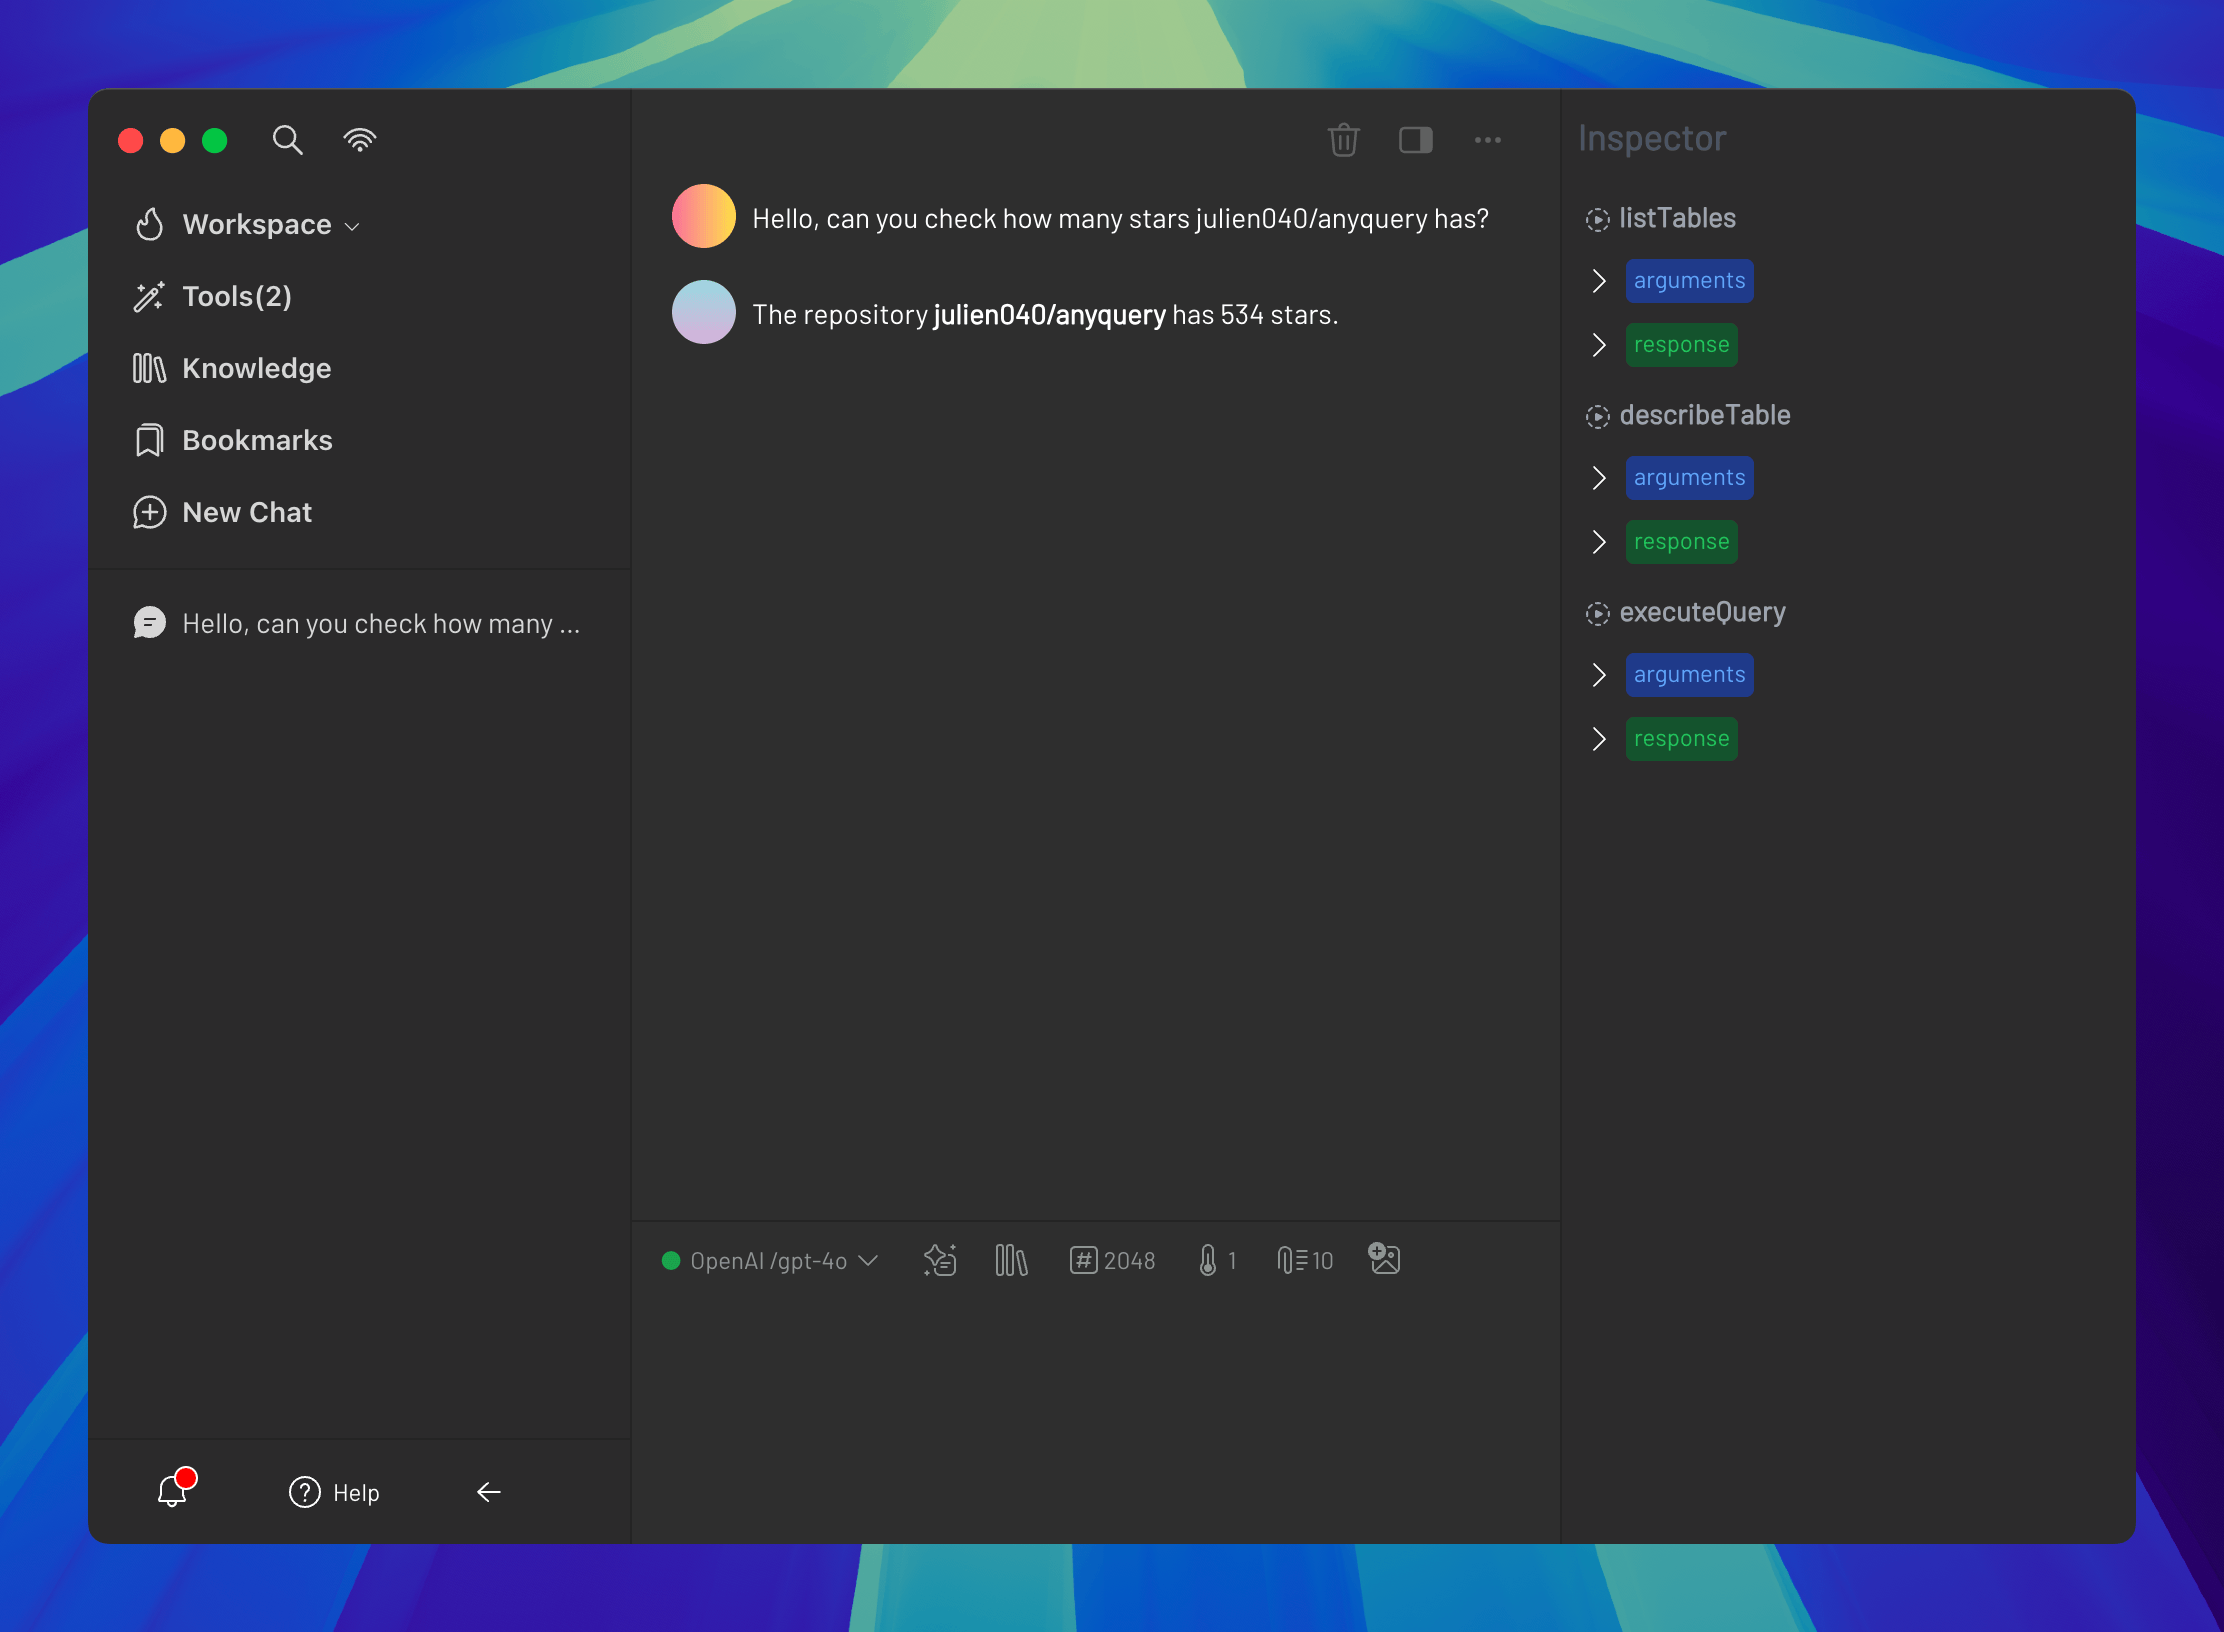 Workspace
Tools(2)
Knowledge
Bookmarks
New Chat
Hello, can you check how many ...
Help
Hello, can you check how many stars julien040/anyquery has?
The repository julien040/anyquery has 534 stars.
OpenAI /gpt-4o
# 2048
1
10
Inspector
listTables
arguments
response
describeTable
arguments
response
executeQuery
arguments
response